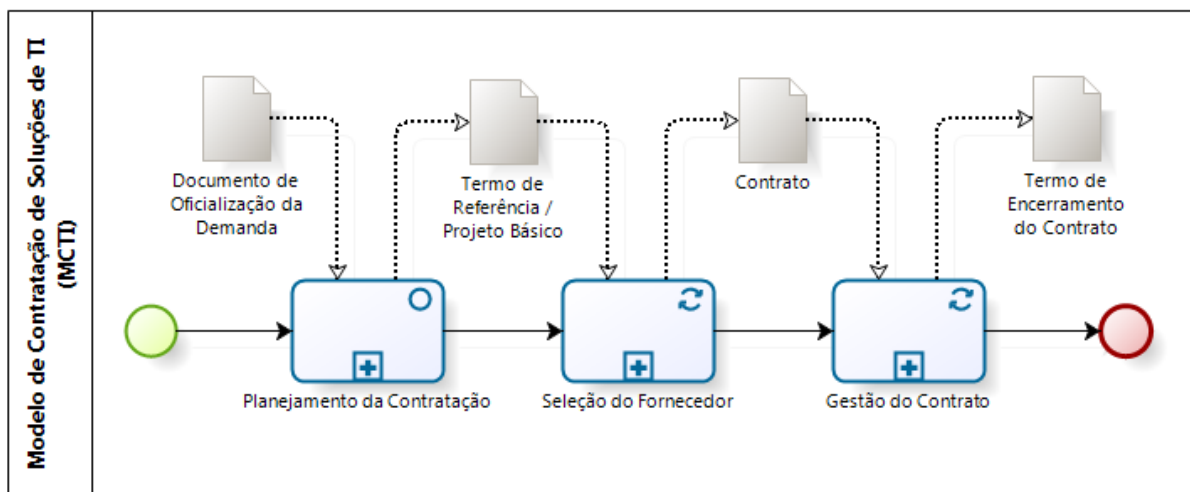 Modelo de Contratação de Soluções de TI
(MCTI)
Documento de
Oficialização da
Demanda
Termo de
Referência /
Projeto Básico
Contrato
Termo de
Encerramento
do Contrato
Planejamento da Contratação
Seleção do Fornecedor
Gestão do Contrato